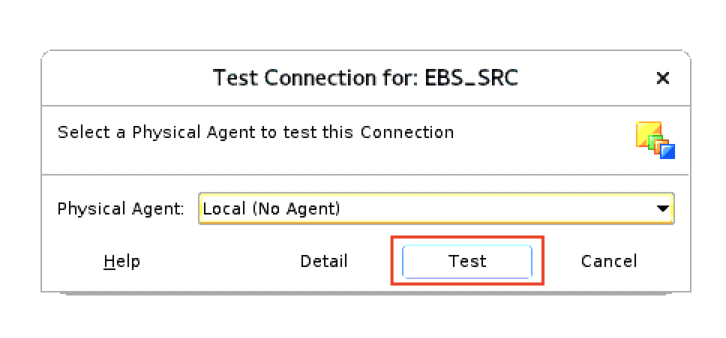 Test Connection for: EBS_SRC
Select a Physical Agent to test this Connection
Physical Agent: Local (No Agent)
Help Detail Test Cancel